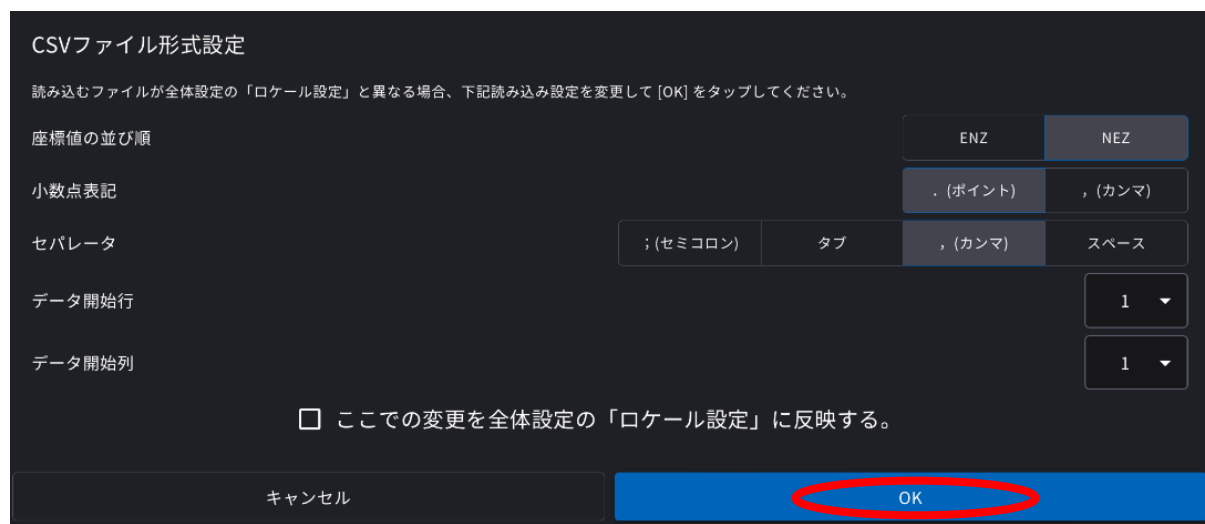 CSVファイル形式設定
読み込むファイルが全体設定の「ロケール設定」と異なる場合、下記読み込み設定を変更して [OK] をタップしてください。
座標値の並び順 ENZ NEZ
小数点表記 . (ポイント) , (カンマ)
セパレータ ; (セミコロン) タブ , (カンマ) スペース
データ開始行 1
データ開始列 1
ここでの変更を全体設定の「ロケール設定」に反映する。
キャンセル OK